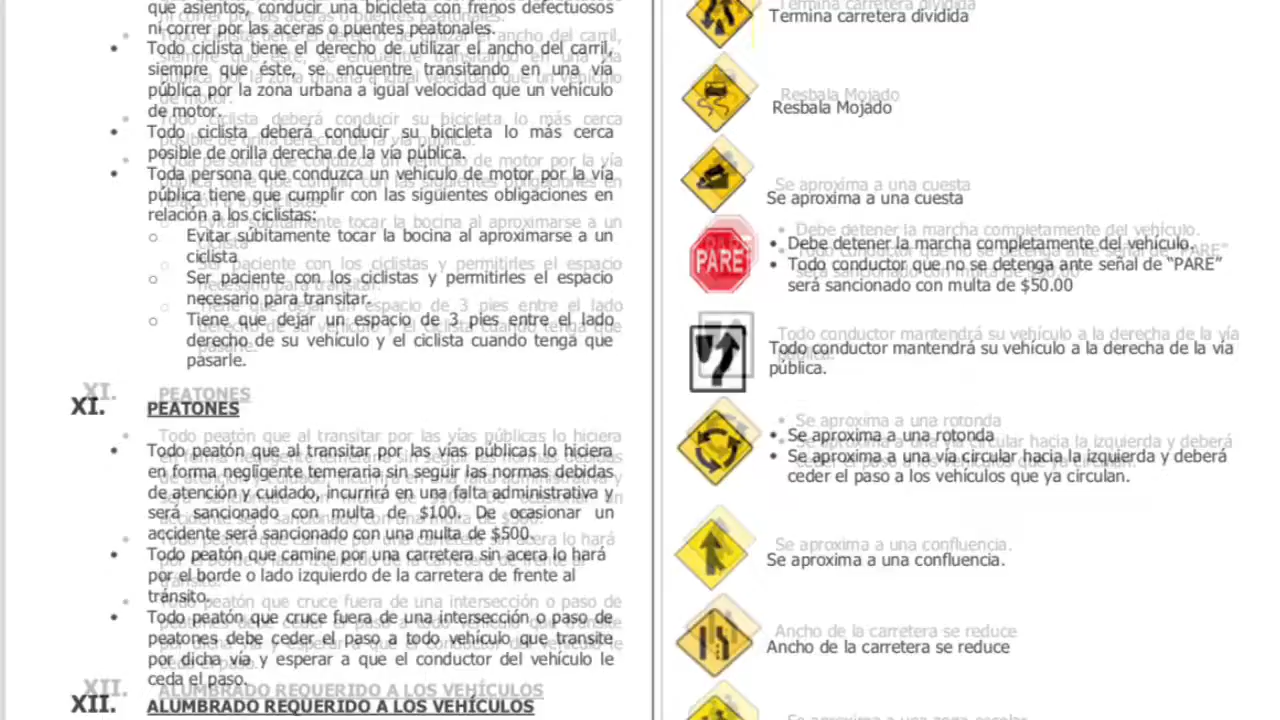 que asientos, conducir una bicicleta con frenos defectuosos
ni correr por las aceras o puentes peatonales.
• Todo ciclista tiene el derecho de utilizar el ancho del carril,
siempre que éste, se encuentre transitando en una vía
pública por la zona urbana a igual velocidad que un vehículo
de motor.
• Todo ciclista deberá conducir su bicicleta lo más cerca
posible de orilla derecha de la vía pública.
• Toda persona que conduzca un vehículo de motor por la vía
pública tiene que cumplir con las siguientes obligaciones en
relación a los ciclistas:
o Evitar súbitamente tocar la bocina al aproximarse a un
ciclista
o Ser paciente con los ciclistas y permitirles el espacio
necesario para transitar.
o Tiene que dejar un espacio de 3 pies entre el lado
derecho de su vehículo y el ciclista cuando tenga que
pasarle.
XI. PEATONES
• Todo peatón que al transitar por las vías públicas lo hiciera
en forma negligente temeraria sin seguir las normas debidas
de atención y cuidado, incurrirá en una falta administrativa y
será sancionado con multa de $100. De ocasionar un
accidente será sancionado con una multa de $500.
• Todo peatón que camine por una carretera sin acera lo hará
por el borde o lado izquierdo de la carretera de frente al
tránsito.
• Todo peatón que cruce fuera de una intersección o paso de
peatones debe ceder el paso a todo vehículo que transite
por dicha vía y esperar a que el conductor del vehículo le
ceda el paso.
XII. ALUMBRADO REQUERIDO A LOS VEHÍCULOS
Termina carretera dividida
Resbala Mojado
Se aproxima a una cuesta
PARE
• Debe detener la marcha completamente del vehículo.
• Todo conductor que no se detenga ante señal de “PARE”
será sancionado con multa de $50.00
Todo conductor mantendrá su vehículo a la derecha de la vía
pública.
• Se aproxima a una rotonda
• Se aproxima a una vía circular hacia la izquierda y deberá
ceder el paso a los vehículos que ya circulan.
Se aproxima a una confluencia.
Ancho de la carretera se reduce